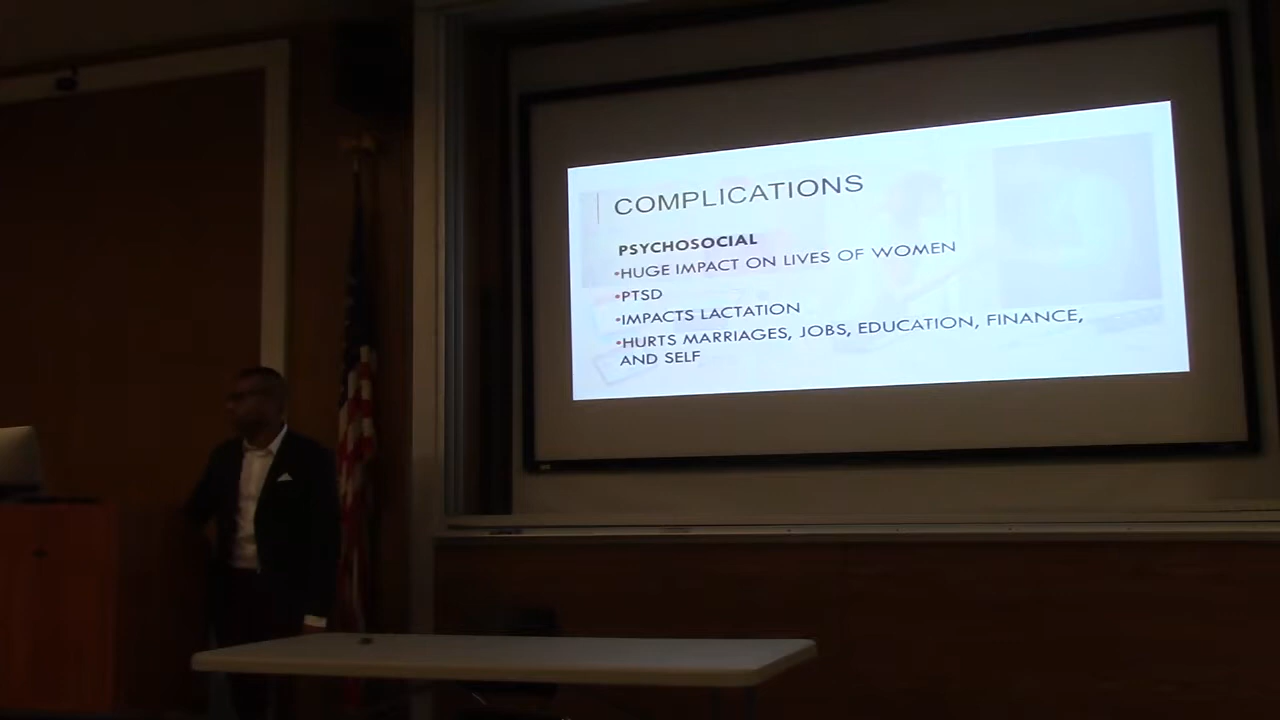 COMPLICATIONS
PSYCHOSOCIAL
•HUGE IMPACT ON LIVES OF WOMEN
•PTSD
•IMPACTS LACTATION
•HURTS MARRIAGES, JOBS, EDUCATION, FINANCE,
AND SELF